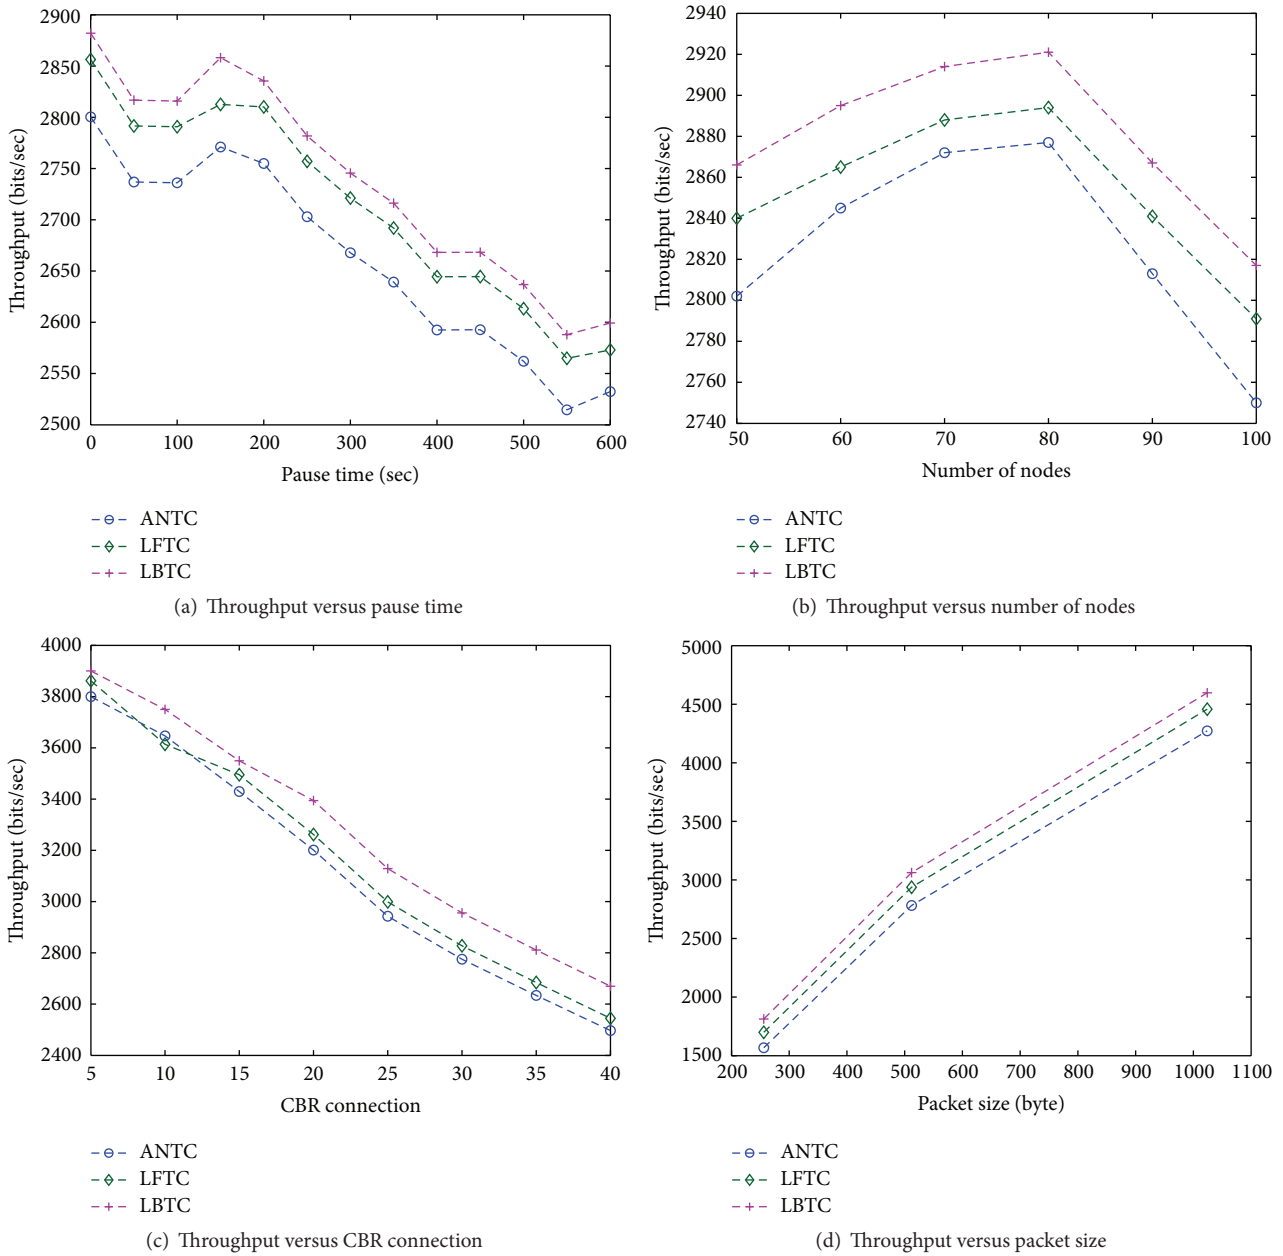 2900
2850
2800
2750
2700
2650
2600
2550
2500
Throughput (bits/sec)
0 100 200 300 400 500 600
Pause time (sec)
ANTC
LFTC
LBTC
(a) Throughput versus pause time
2940
2920
2900
2880
2860
2840
2820
2800
2780
2760
2740
Throughput (bits/sec)
50 60 70 80 90 100
Number of nodes
ANTC
LFTC
LBTC
(b) Throughput versus number of nodes
4000
3800
3600
3400
3200
3000
2800
2600
2400
Throughput (bits/sec)
5 10 15 20 25 30 35 40
CBR connection
ANTC
LFTC
LBTC
(c) Throughput versus CBR connection
5000
4500
4000
3500
3000
2500
2000
1500
Throughput (bits/sec)
200 300 400 500 600 700 800 900 1000 1100
Packet size (byte)
ANTC
LFTC
LBTC
(d) Throughput versus packet size